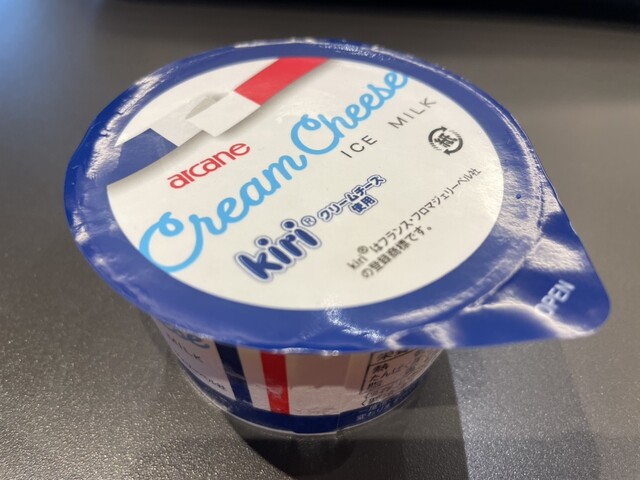 arcane
Cream Cheese
ICE MILK
紙
kiri®クリームチーズ
使用
kiri®はフランス・フロマジェリーベル社
の登録商標です。
OPEN
MILK